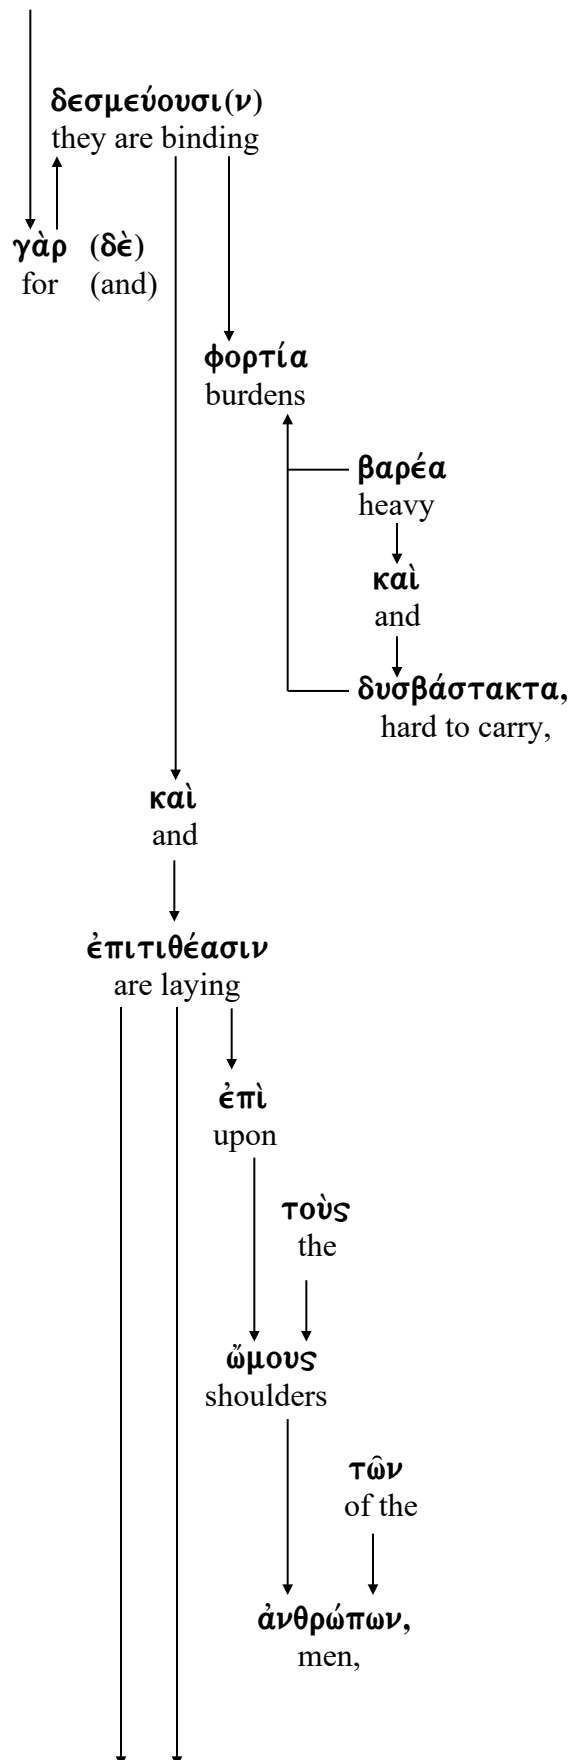 δεσμεύουσι(ν)
they are binding
γὰρ (δὲ)
for (and)
φορτία
burdens
βαρέα
heavy
καὶ
and
δυσβάστακτα,
hard to carry,
καὶ
and
ἐπιτιθέασιν
are laying
ἐπὶ
upon
τοὺς
the
ὤμους
shoulders
τῶν
of the
ἀνθρώπων,
men,